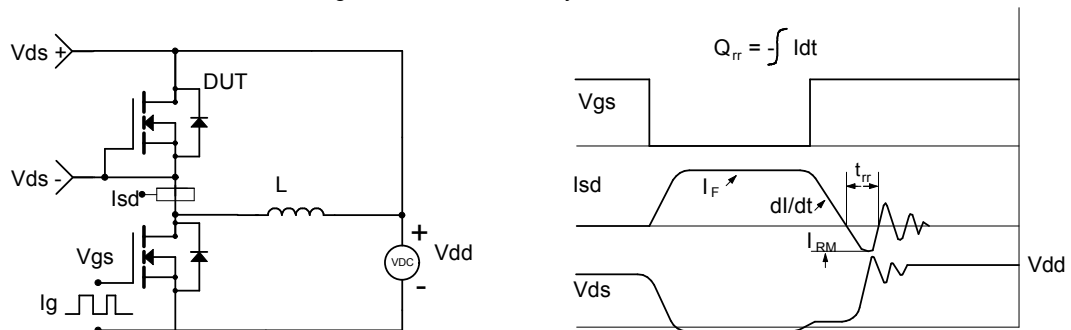 Vds +
DUT
Vds -
Isd
L
Vgs
Ig
+
VDC
-
Vdd
Qrr = -∫ Idt
Vgs
Isd
IF
dI/dt
trr
IRM
Vds
Vdd